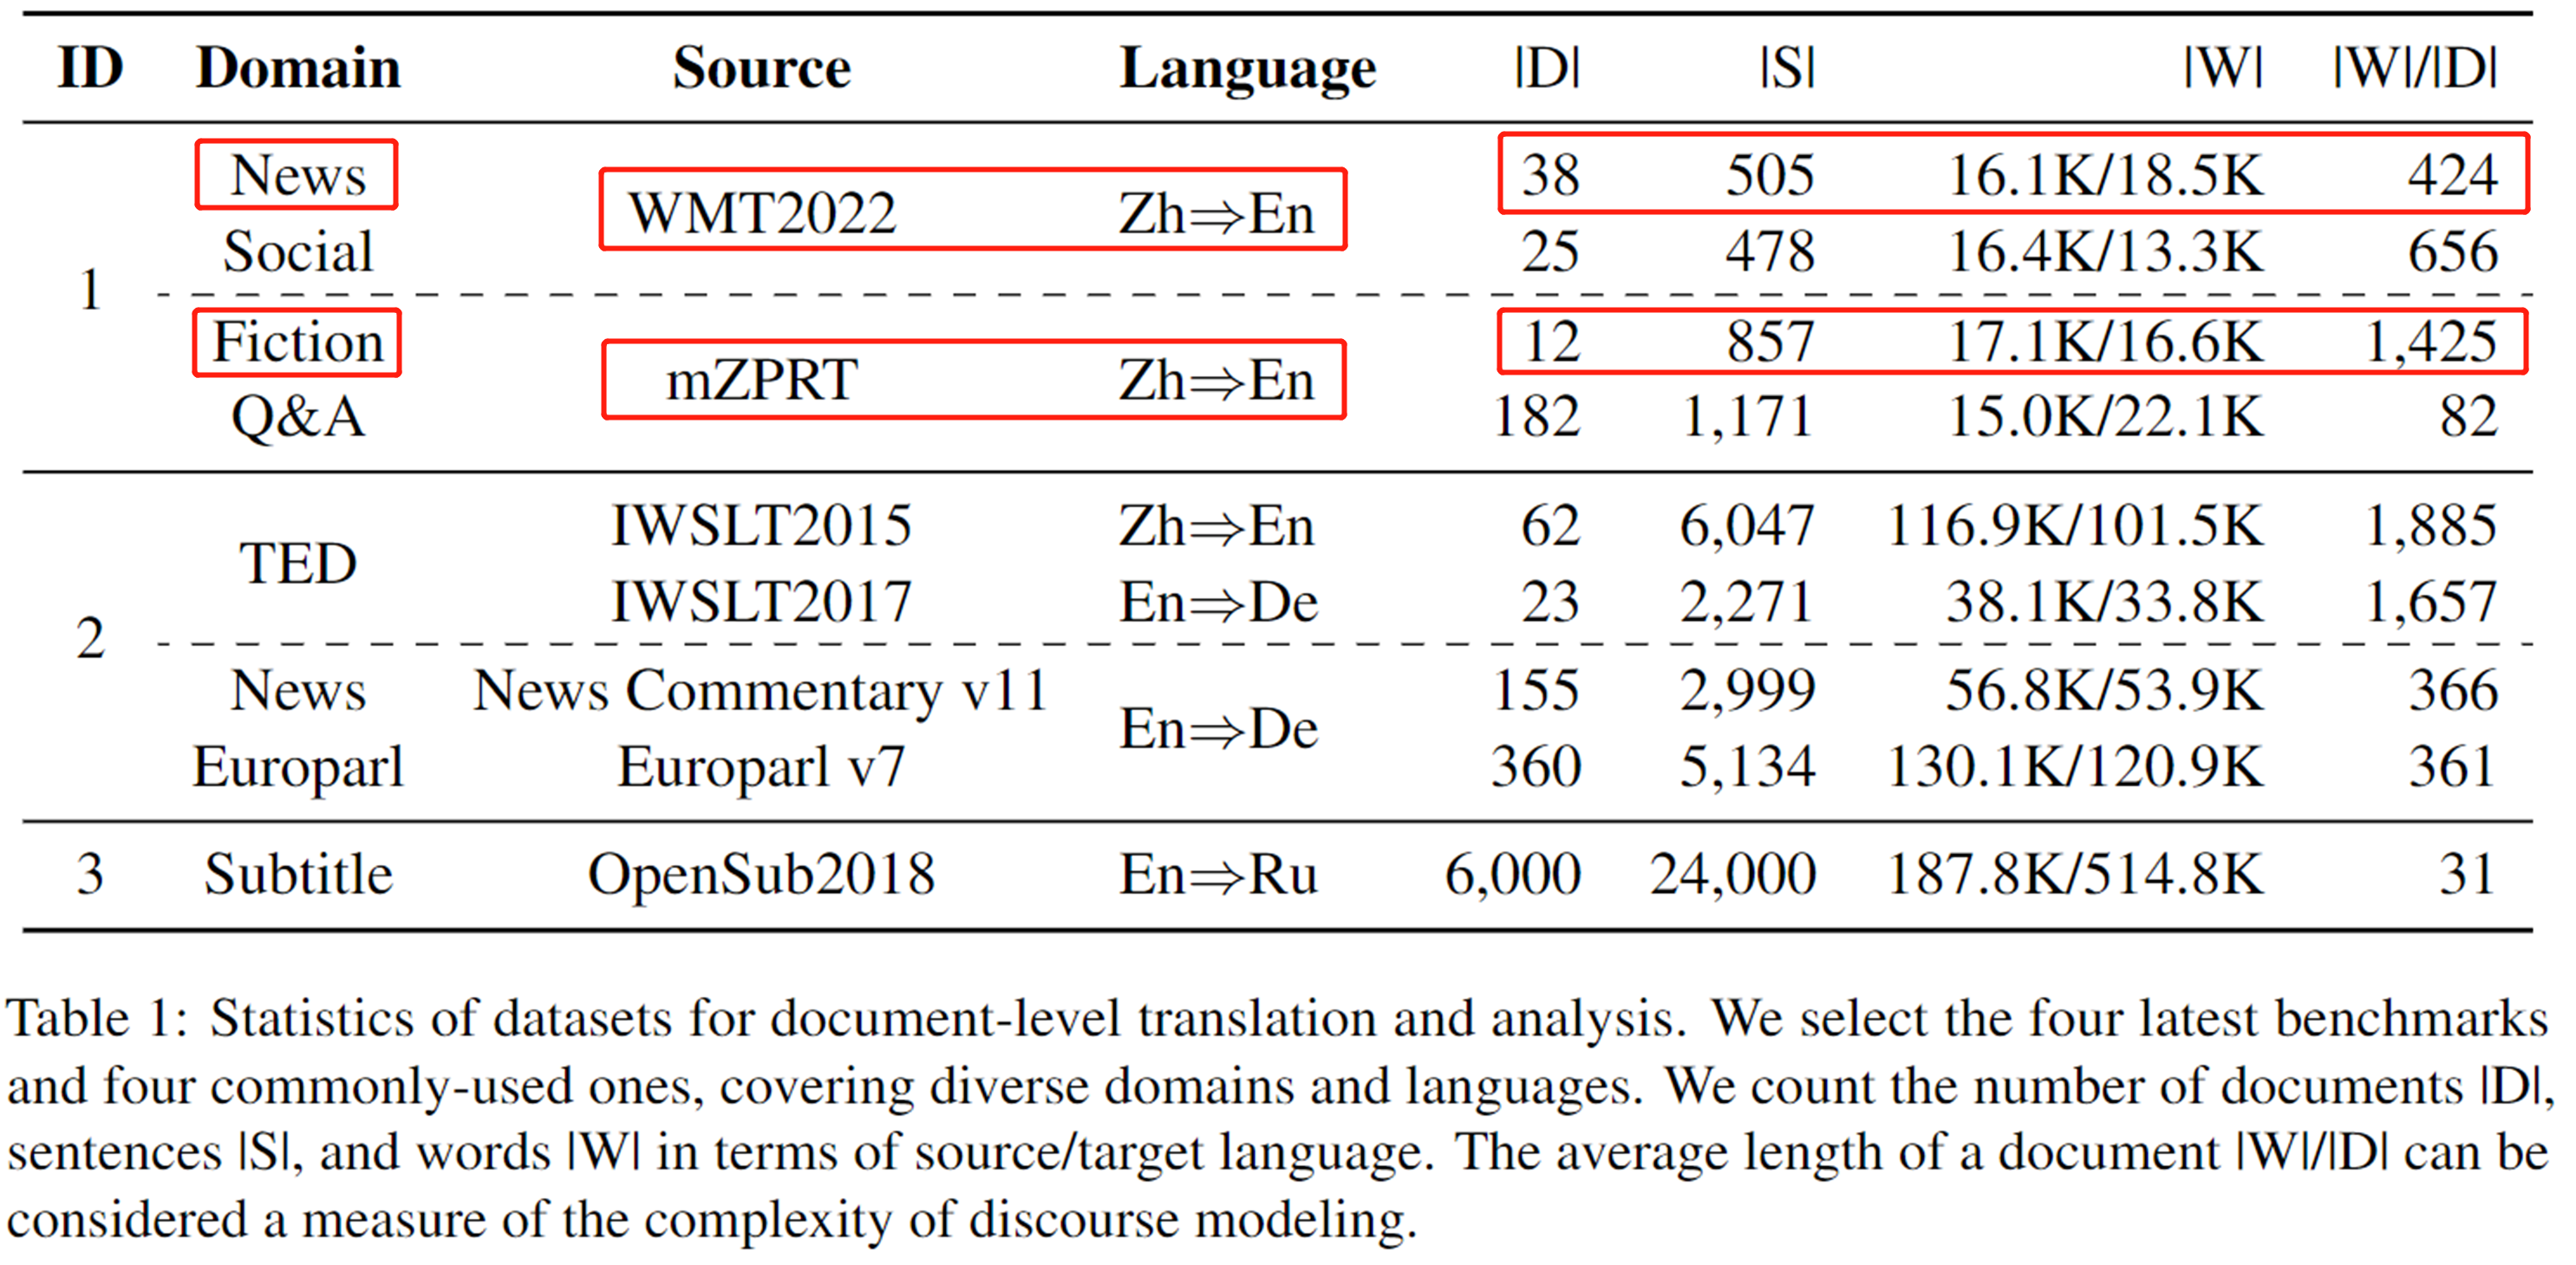 ID Domain Source Language |D| |S| |W| |W|/|D|
News 38 505 16.1K/18.5K 424
WMT2022 Zh⇒En
Social 25 478 16.4K/13.3K 656
1
Fiction 12 857 17.1K/16.6K 1,425
mZPRT Zh⇒En
Q&A 182 1,171 15.0K/22.1K 82
IWSLT2015 Zh⇒En 62 6,047 116.9K/101.5K 1,885
TED
IWSLT2017 En⇒De 23 2,271 38.1K/33.8K 1,657
2
News News Commentary v11 155 2,999 56.8K/53.9K 366
En⇒De
Europarl Europarl v7 360 5,134 130.1K/120.9K 361
3 Subtitle OpenSub2018 En⇒Ru 6,000 24,000 187.8K/514.8K 31
Table 1: Statistics of datasets for document-level translation and analysis. We select the four latest benchmarks
and four commonly-used ones, covering diverse domains and languages. We count the number of documents |D|,
sentences |S|, and words |W| in terms of source/target language. The average length of a document |W|/|D| can be
considered a measure of the complexity of discourse modeling.